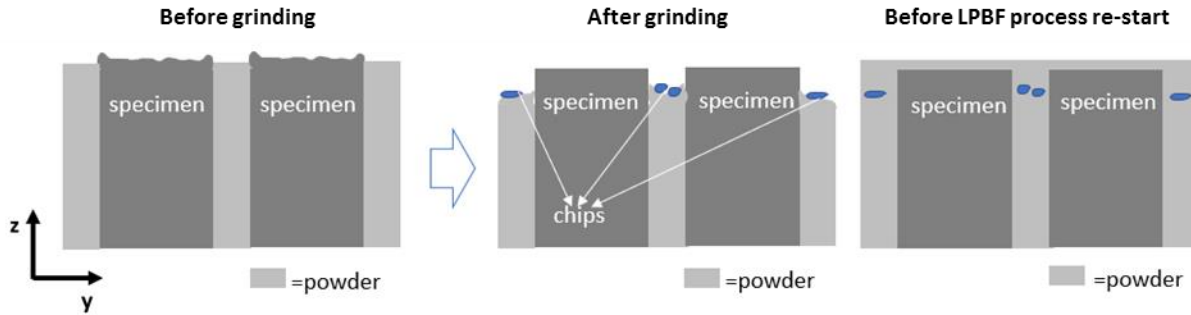 Before grinding
After grinding
Before LPBF process re-start
specimen
specimen
specimen
specimen
specimen
specimen
chips
z
y
=powder
=powder
=powder